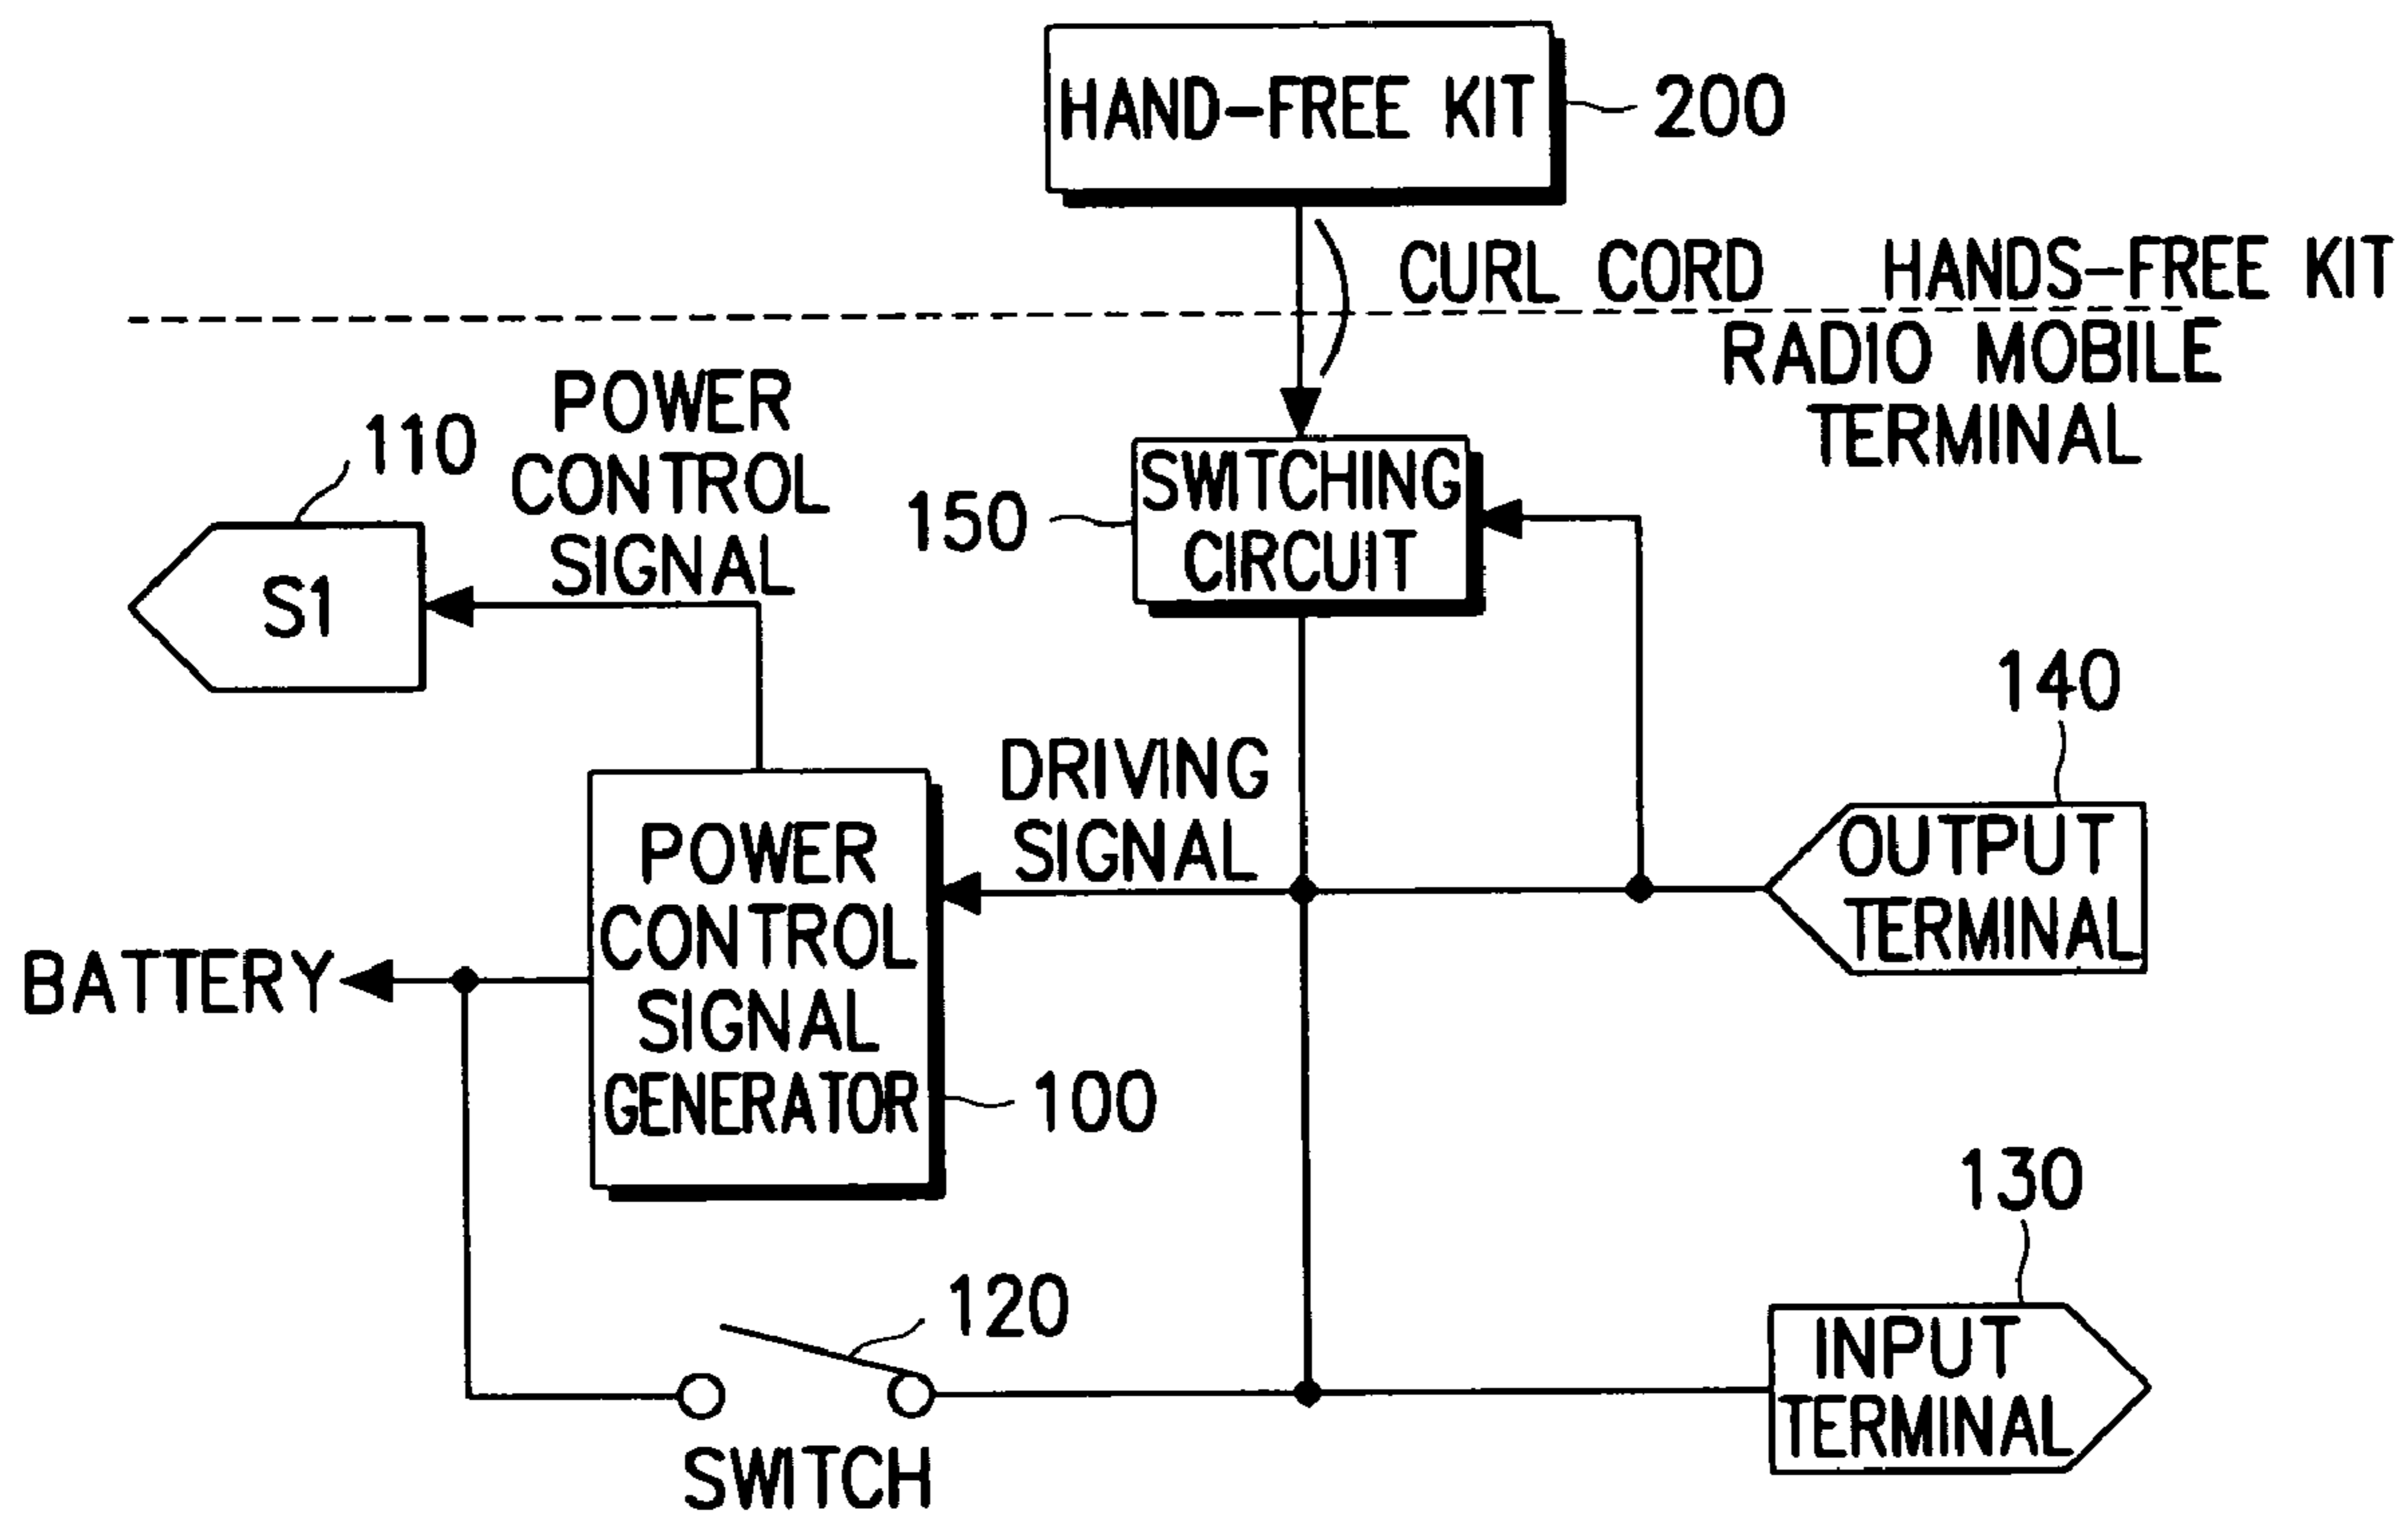 HAND-FREE KIT
200
CURL CORD
HANDS-FREE KIT
RADIO MOBILE
TERMINAL
POWER
CONTROL
SIGNAL
110
S1
150
SWITCHING
CIRCUIT
140
OUTPUT
TERMINAL
DRIVING
SIGNAL
POWER
CONTROL
SIGNAL
GENERATOR
100
BATTERY
130
INPUT
TERMINAL
120
SWITCH